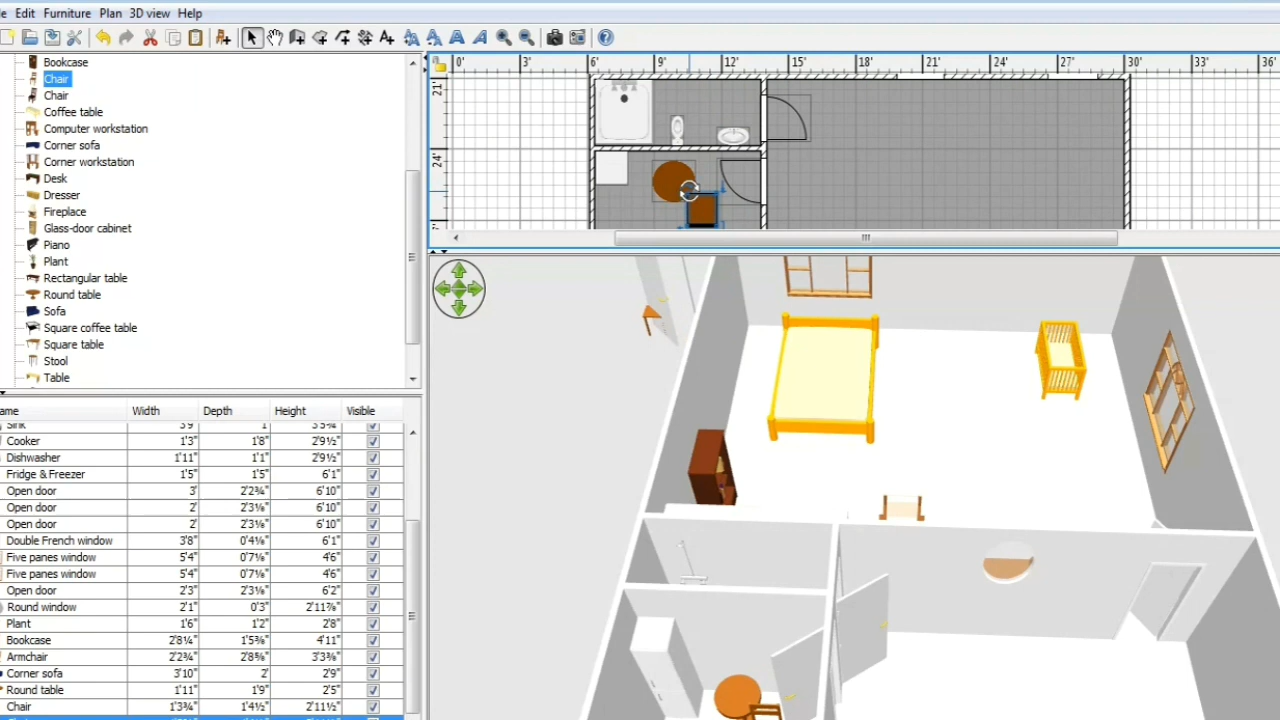 le Edit Furniture Plan 3D view Help
Bookcase
Chair
Chair
Coffee table
Computer workstation
Corner sofa
Corner workstation
Desk
Dresser
Fireplace
Glass-door cabinet
Piano
Plant
Rectangular table
Round table
Sofa
Square coffee table
Square table
Stool
Table
0' 3' 6' 9' 12' 15' 18' 21' 24' 27' 30' 33' 36'
21'
24'
ame Width Depth Height Visible
Sink 3'9"
Cooker 1'3" 1'8" 2'9½"
Dishwasher 1'11" 1'1" 2'9½"
Fridge & Freezer 1'5" 1'5" 6'1"
Open door 3' 2'2¾" 6'10"
Open door 2' 2'3⅛" 6'10"
Open door 2' 2'3⅛" 6'10"
Double French window 3'8" 0'4⅛" 6'1"
Five panes window 5'4" 0'7⅛" 4'6"
Five panes window 5'4" 0'7⅛" 4'6"
Open door 2'3" 2'3⅛" 6'2"
Round window 2'1" 0'3" 2'11⅞"
Plant 1'6" 1'2" 2'8"
Bookcase 2'8¼" 1'5⅜" 4'11"
Armchair 2'2¾" 2'8⅝" 3'3⅜"
Corner sofa 3'10" 2' 2'9"
Round table 1'11" 1'9" 2'5"
Chair 1'3¾" 1'4½" 2'11½"